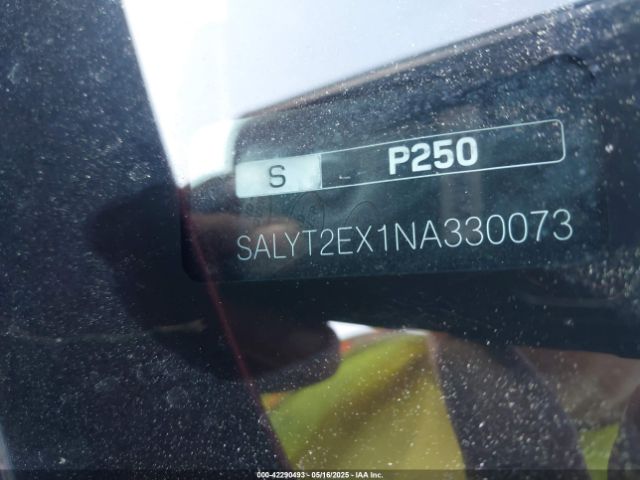 S P250
SALYT2EX1NA330073
000-42290493 - 05/16/2025 - IAA Inc.